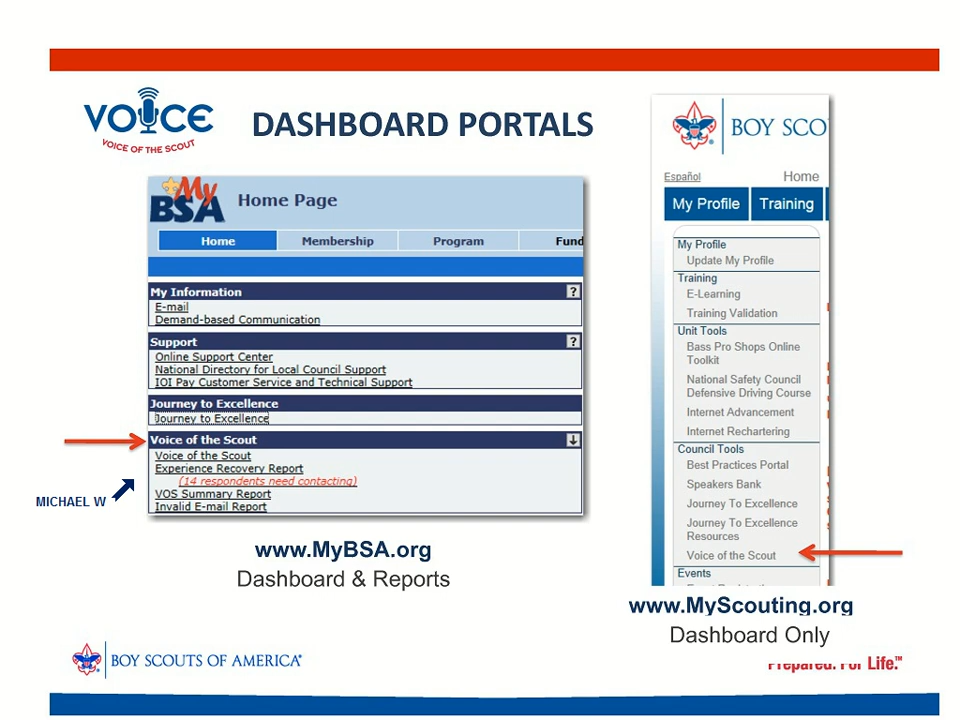 VOICE
VOICE OF THE SCOUT
DASHBOARD PORTALS
My
BSA
Home Page
Home Membership Program Fund
My Information ?
E-mail
Demand-based Communication
Support ?
Online Support Center
National Directory for Local Council Support
IOI Pay Customer Service and Technical Support
Journey to Excellence
Journey to Excellence
Voice of the Scout
Voice of the Scout
Experience Recovery Report
(14 respondents need contacting)
VOS Summary Report
Invalid E-mail Report
MICHAEL W
www.MyBSA.org
Dashboard & Reports
BOY SCO
Español Home
My Profile Training
My Profile
Update My Profile
Training
E-Learning
Training Validation
Unit Tools
Bass Pro Shops Online
Toolkit
National Safety Council
Defensive Driving Course
Internet Advancement
Internet Rechartering
Council Tools
Best Practices Portal
Speakers Bank
Journey To Excellence
Journey To Excellence
Resources
Voice of the Scout
Events
www.MyScouting.org
Dashboard Only
BOY SCOUTS OF AMERICA®
Prepared. For Life.™